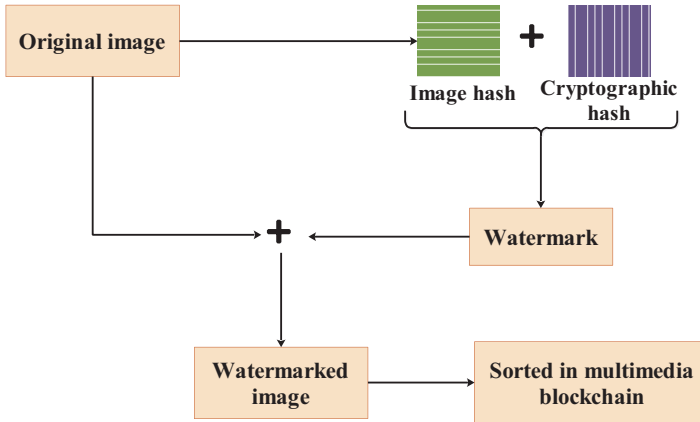 Original image
+
Image hash
Cryptographic
hash
Watermark
+
Watermarked
image
Sorted in multimedia
blockchain